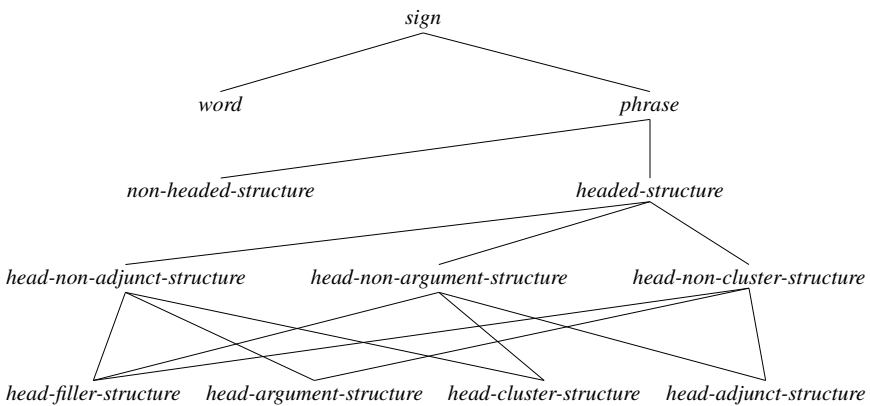 sign
word phrase
non-headed-structure headed-structure
head-non-adjunct-structure head-non-argument-structure head-non-cluster-structure
head-filler-structure head-argument-structure head-cluster-structure head-adjunct-structure